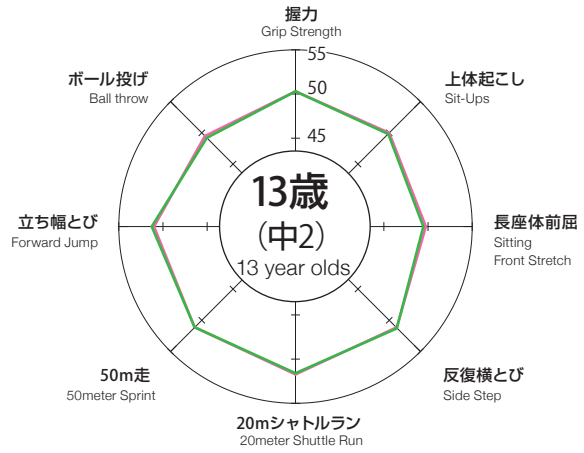 握力
Grip Strength
55
50
45
上体起こし
Sit-Ups
長座体前屈
Sitting
Front Stretch
反復横とび
Side Step
20mシャトルラン
20meter Shuttle Run
50m走
50meter Sprint
立ち幅とび
Forward Jump
ボール投げ
Ball throw
13歳
(中2)
13 year olds